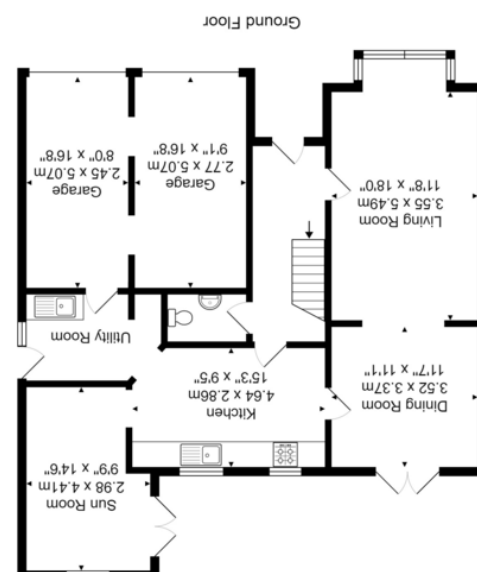 Sun Room
2.98 x 4.41m
9'9" x 14'6"
Dining Room
3.52 x 3.37m
11'7" x 11'1"
Kitchen
4.64 x 2.86m
15'3" x 9'5"
Utility Room
Living Room
3.55 x 5.49m
11'8" x 18'0"
Garage
2.77 x 5.07m
9'1" x 16'8"
Garage
2.45 x 5.07m
8'0" x 16'8"
Ground Floor